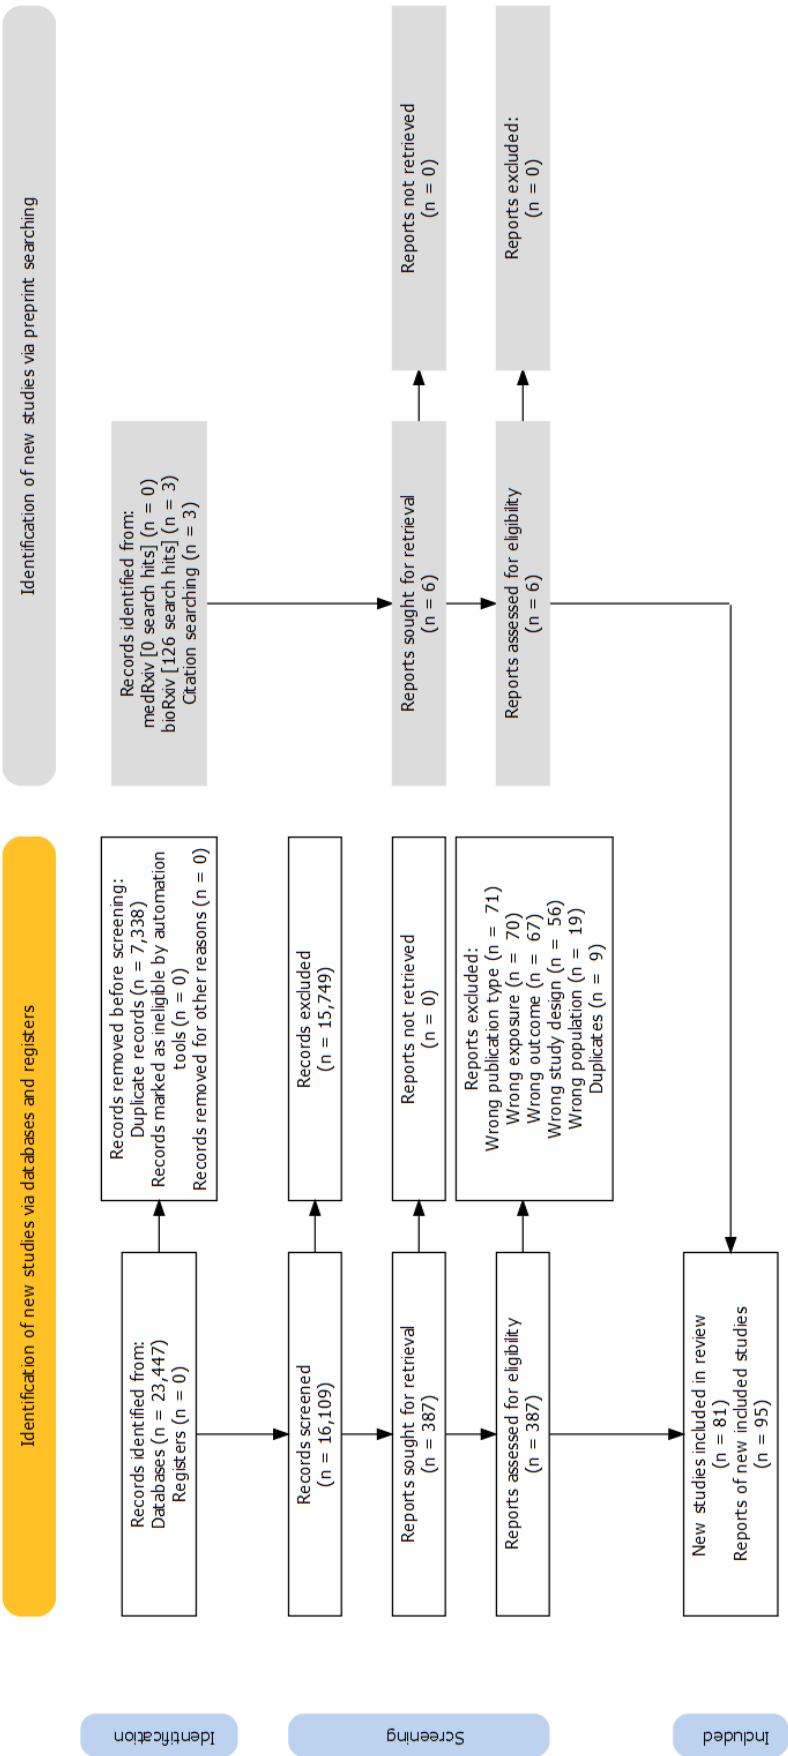 Identification of new studies via databases and registers
Identification of new studies via preprint searching
Identification
Records identified from:
Databases (n = 23,447)
Registers (n = 0)
Records removed before screening:
Duplicate records (n = 7,338)
Records marked as ineligible by automation
tools (n = 0)
Records removed for other reasons (n = 0)
Records identified from:
medRxiv [0 search hits] (n = 0)
bioRxiv [126 search hits] (n = 3)
Citation searching (n = 3)
Screening
Records screened
(n = 16,109)
Records excluded
(n = 15,749)
Reports sought for retrieval
(n = 387)
Reports not retrieved
(n = 0)
Reports sought for retrieval
(n = 6)
Reports not retrieved
(n = 0)
Reports assessed for eligibility
(n = 387)
Reports excluded:
Wrong publication type (n = 71)
Wrong exposure (n = 70)
Wrong outcome (n = 67)
Wrong study design (n = 56)
Wrong population (n = 19)
Duplicates (n = 9)
Reports assessed for eligibility
(n = 6)
Reports excluded:
(n = 0)
Included
New studies included in review
(n = 81)
Reports of new included studies
(n = 95)